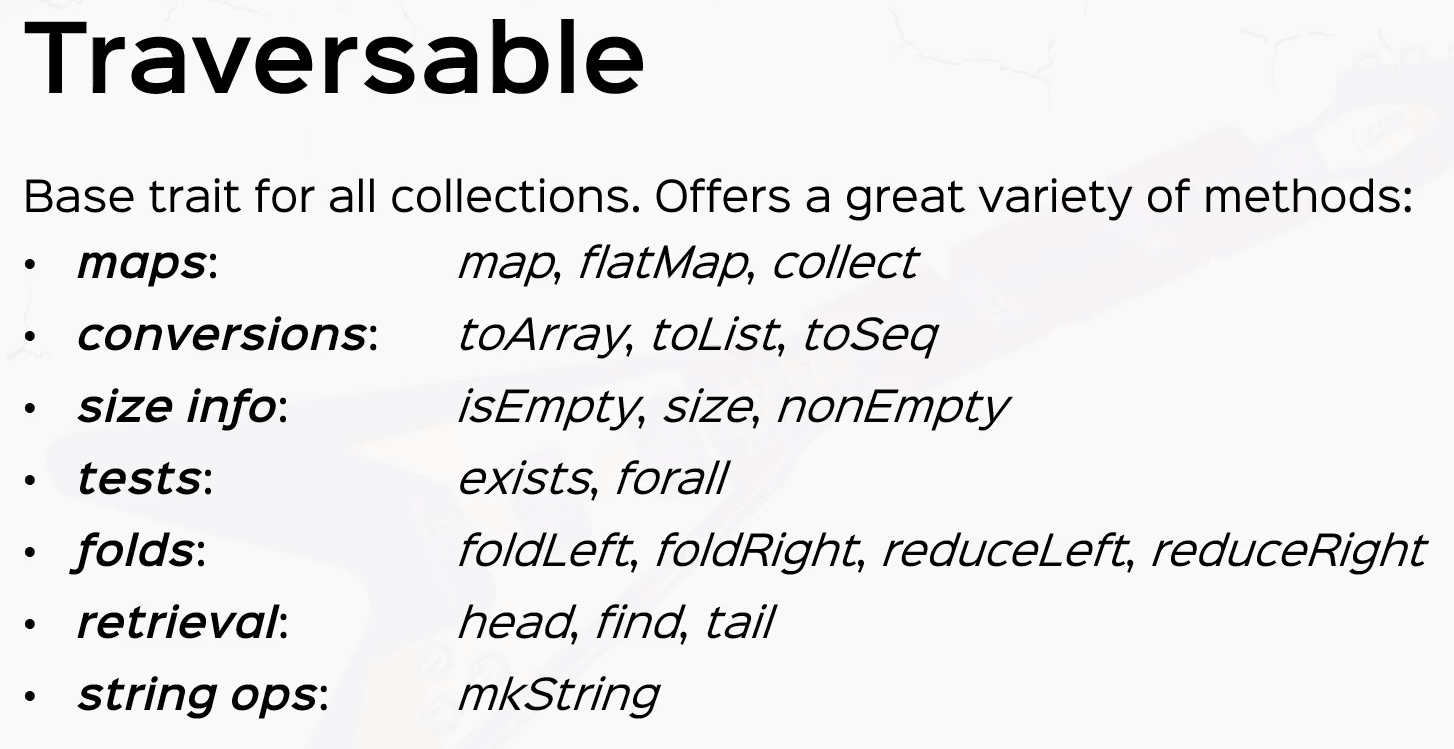 Traversable
Base trait for all collections. Offers a great variety of methods:
• maps: map, flatMap, collect
• conversions: toArray, toList, toSeq
• size info: isEmpty, size, nonEmpty
• tests: exists, forall
• folds: foldLeft, foldRight, reduceLeft, reduceRight
• retrieval: head, find, tail
• string ops: mkString